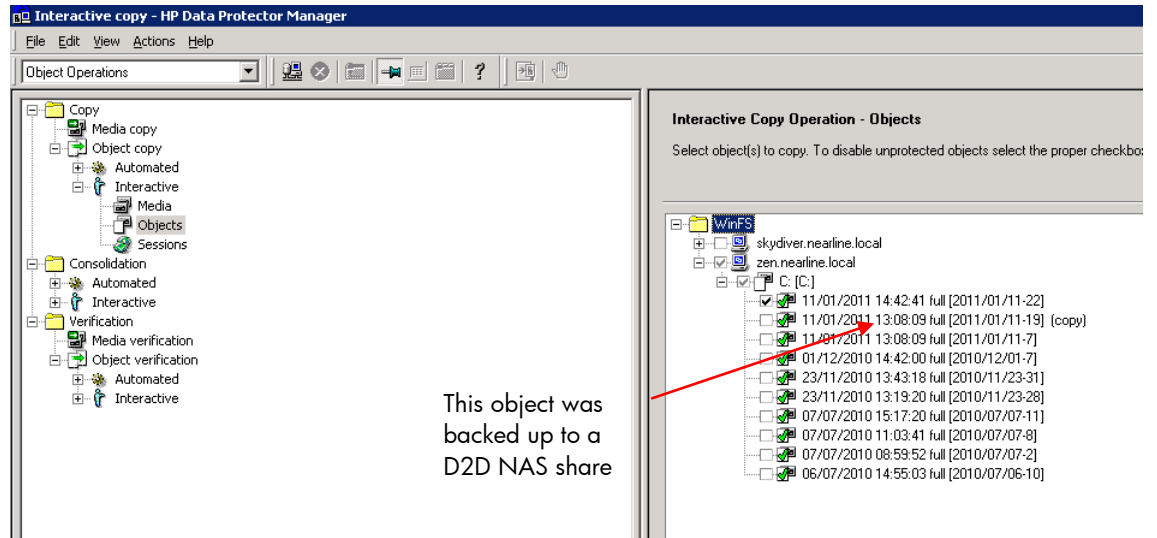 Interactive copy - HP Data Protector Manager
File Edit View Actions Help
Object Operations
Copy
Media copy
Object copy
Automated
Interactive
Media
Objects
Sessions
Consolidation
Automated
Interactive
Verification
Media verification
Object verification
Automated
Interactive
This object was
backed up to a
D2D NAS share
Interactive Copy Operation - Objects
Select object(s) to copy. To disable unprotected objects select the proper checkbo
WinFS
skydiver.nearline.local
zen.nearline.local
C: [C:]
11/01/2011 14:42:41 full [2011/01/11-22]
11/01/2011 13:08:09 full [2011/01/11-19] (copy)
11/01/2011 13:08:09 full [2011/01/11-7]
01/12/2010 14:42:00 full [2010/12/01-7]
23/11/2010 13:43:18 full [2010/11/23-31]
23/11/2010 13:19:20 full [2010/11/23-28]
07/07/2010 15:17:20 full [2010/07/07-11]
07/07/2010 11:03:41 full [2010/07/07-8]
07/07/2010 08:59:52 full [2010/07/07-2]
06/07/2010 14:55:03 full [2010/07/06-10]